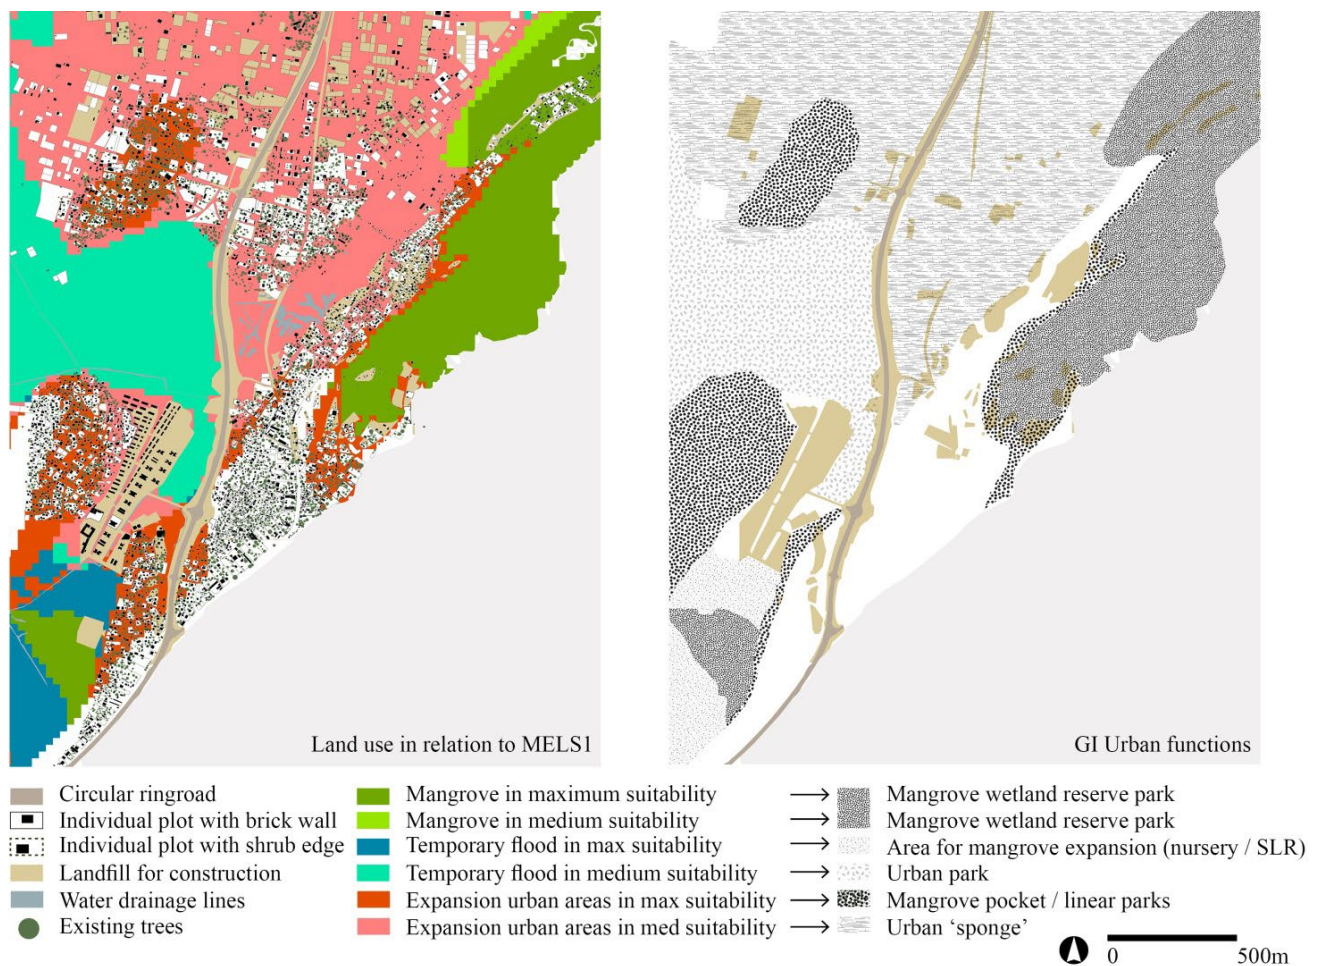 Land use in relation to MELS1
GI Urban functions
Circular ringroad
Individual plot with brick wall
Individual plot with shrub edge
Landfill for construction
Water drainage lines
Existing trees
Mangrove in maximum suitability
Mangrove in medium suitability
Temporary flood in max suitability
Temporary flood in medium suitability
Expansion urban areas in max suitability
Expansion urban areas in med suitability
Mangrove wetland reserve park
Mangrove wetland reserve park
Area for mangrove expansion (nursery / SLR)
Urban park
Mangrove pocket / linear parks
Urban ‘sponge’
0 500m